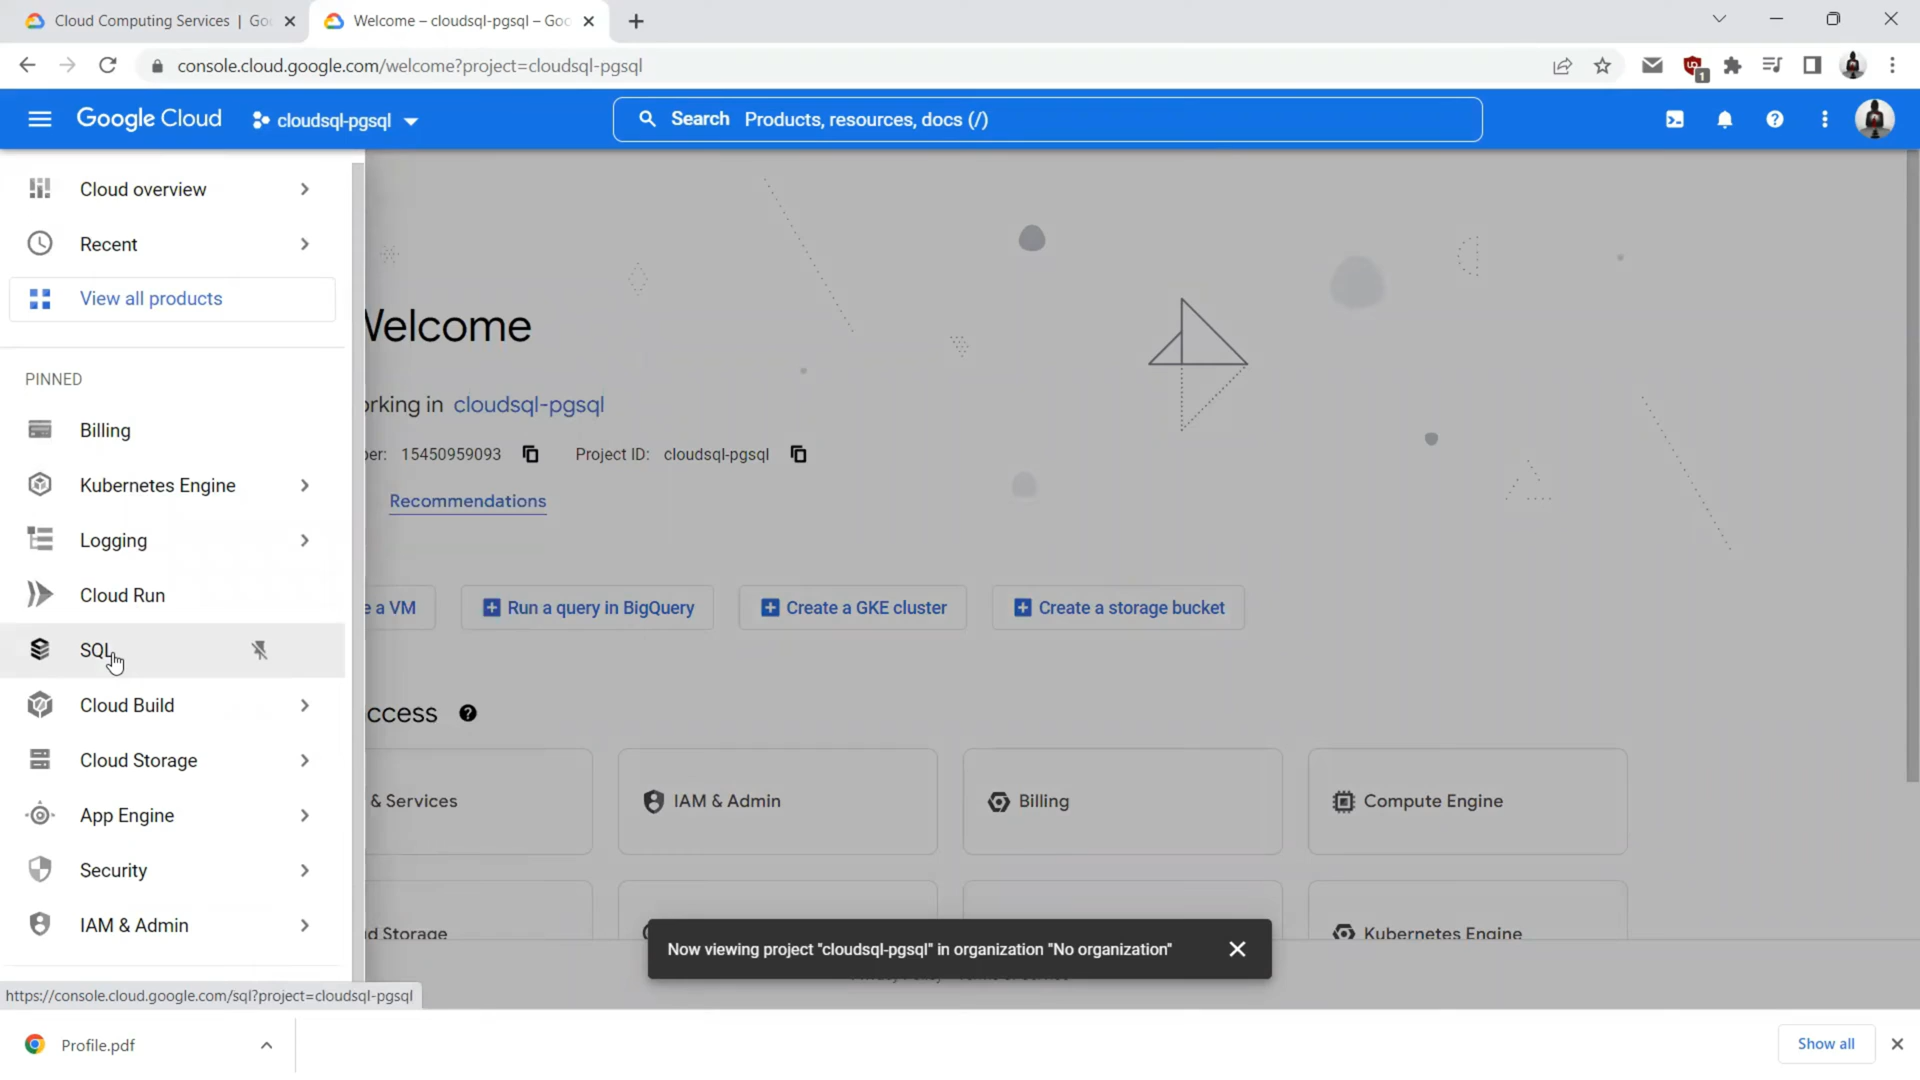 Cloud Computing Services | Goo
Welcome – cloudsql-pgsql – Goo
console.cloud.google.com/welcome?project=cloudsql-pgsql
1
Google Cloud
cloudsql-pgsql
Search Products, resources, docs (/)
Cloud overview
Recent
View all products
PINNED
Billing
Kubernetes Engine
Logging
Cloud Run
SQL
Cloud Build
Cloud Storage
App Engine
Security
IAM & Admin
https://console.cloud.google.com/sql?project=cloudsql-pgsql
Welcome
orking in cloudsql-pgsql
ber: 15450959093 Project ID: cloudsql-pgsql
Recommendations
e a VM
Run a query in BigQuery
Create a GKE cluster
Create a storage bucket
ccess
& Services
IAM & Admin
Billing
Compute Engine
d Storage
Kubernetes Engine
Now viewing project "cloudsql-pgsql" in organization "No organization"
Profile.pdf
Show all